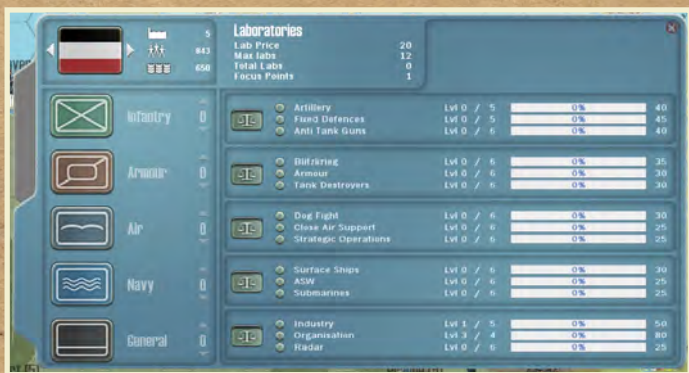 5
843
650
Laboratories
Lab Price 20
Max labs 12
Total Labs 0
Focus Points 1
Infantry 0
Artillery Lvl 0 / 5 0% 40
Fixed Defences Lvl 0 / 5 0% 45
Anti Tank Guns Lvl 0 / 6 0% 40
Armour 0
Blitzkrieg Lvl 0 / 6 0% 35
Armour Lvl 0 / 6 0% 30
Tank Destroyers Lvl 0 / 6 0% 30
Air 0
Dog Fight Lvl 0 / 6 0% 30
Close Air Support Lvl 0 / 6 0% 25
Strategic Operations Lvl 0 / 6 0% 25
Navy 0
Surface Ships Lvl 0 / 6 0% 30
ASW Lvl 0 / 6 0% 25
Submarines Lvl 0 / 6 0% 25
General 0
Industry Lvl 1 / 5 0% 50
Organisation Lvl 3 / 4 0% 80
Radar Lvl 0 / 6 0% 25